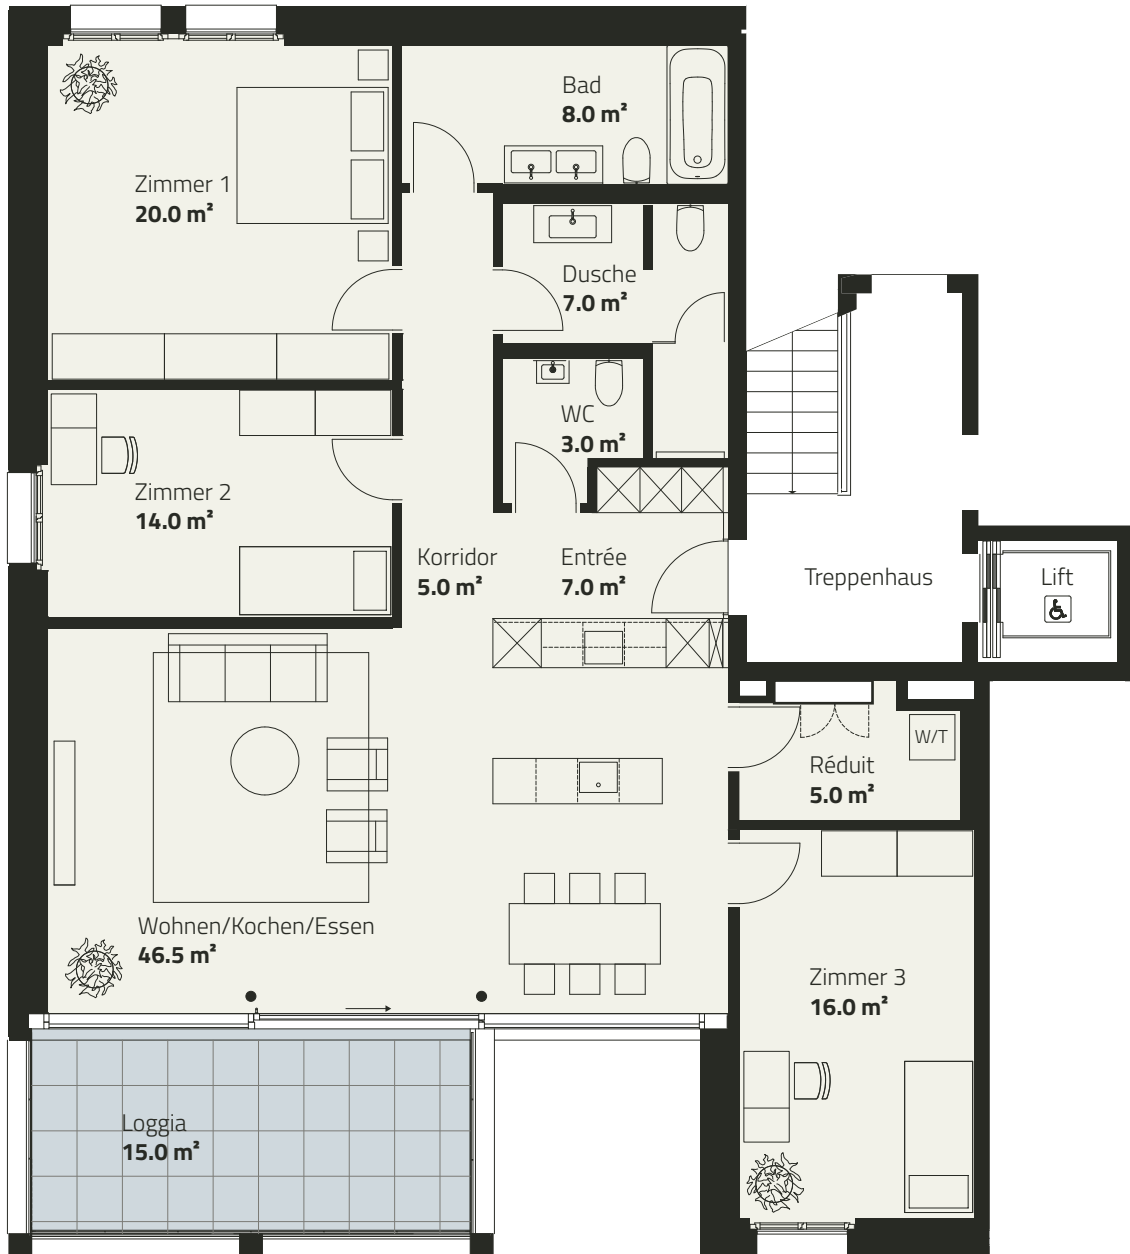 Bad
8.0 m²
Zimmer 1
20.0 m²
Dusche
7.0 m²
WC
3.0 m²
Zimmer 2
14.0 m²
Korridor
5.0 m²
Entrée
7.0 m²
Treppenhaus
Lift
W/T
Réduit
5.0 m²
Wohnen/Kochen/Essen
46.5 m²
Zimmer 3
16.0 m²
Loggia
15.0 m²